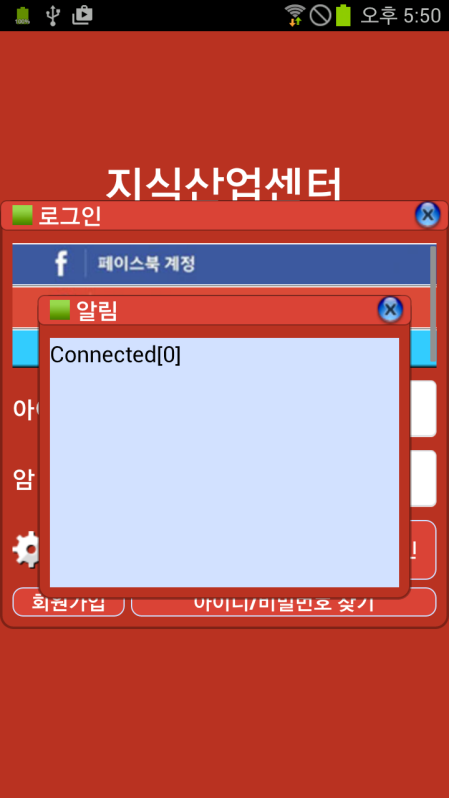 오후 5:50
지식산업센터
로그인
f 페이스북 계정
알림
Connected[0]
회원가입
아이디/비밀번호 찾기